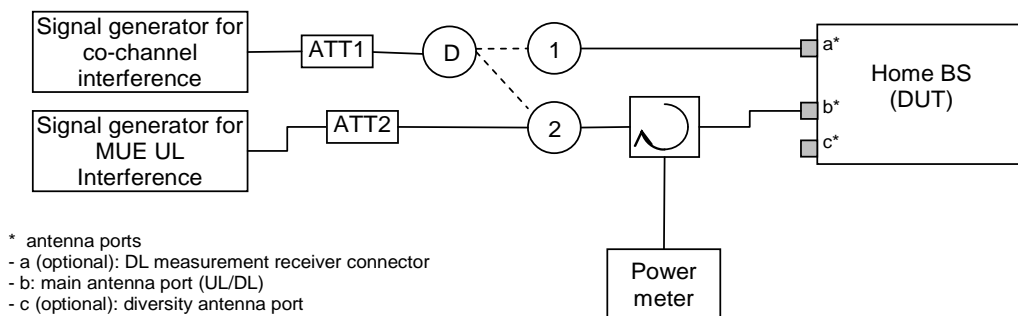 Signal generator for
co-channel
interference
ATT1
D
1
a*
Home BS
(DUT)
Signal generator for
MUE UL
Interference
ATT2
2
b*
c*
Power
meter
* antenna ports
- a (optional): DL measurement receiver connector
- b: main antenna port (UL/DL)
- c (optional): diversity antenna port